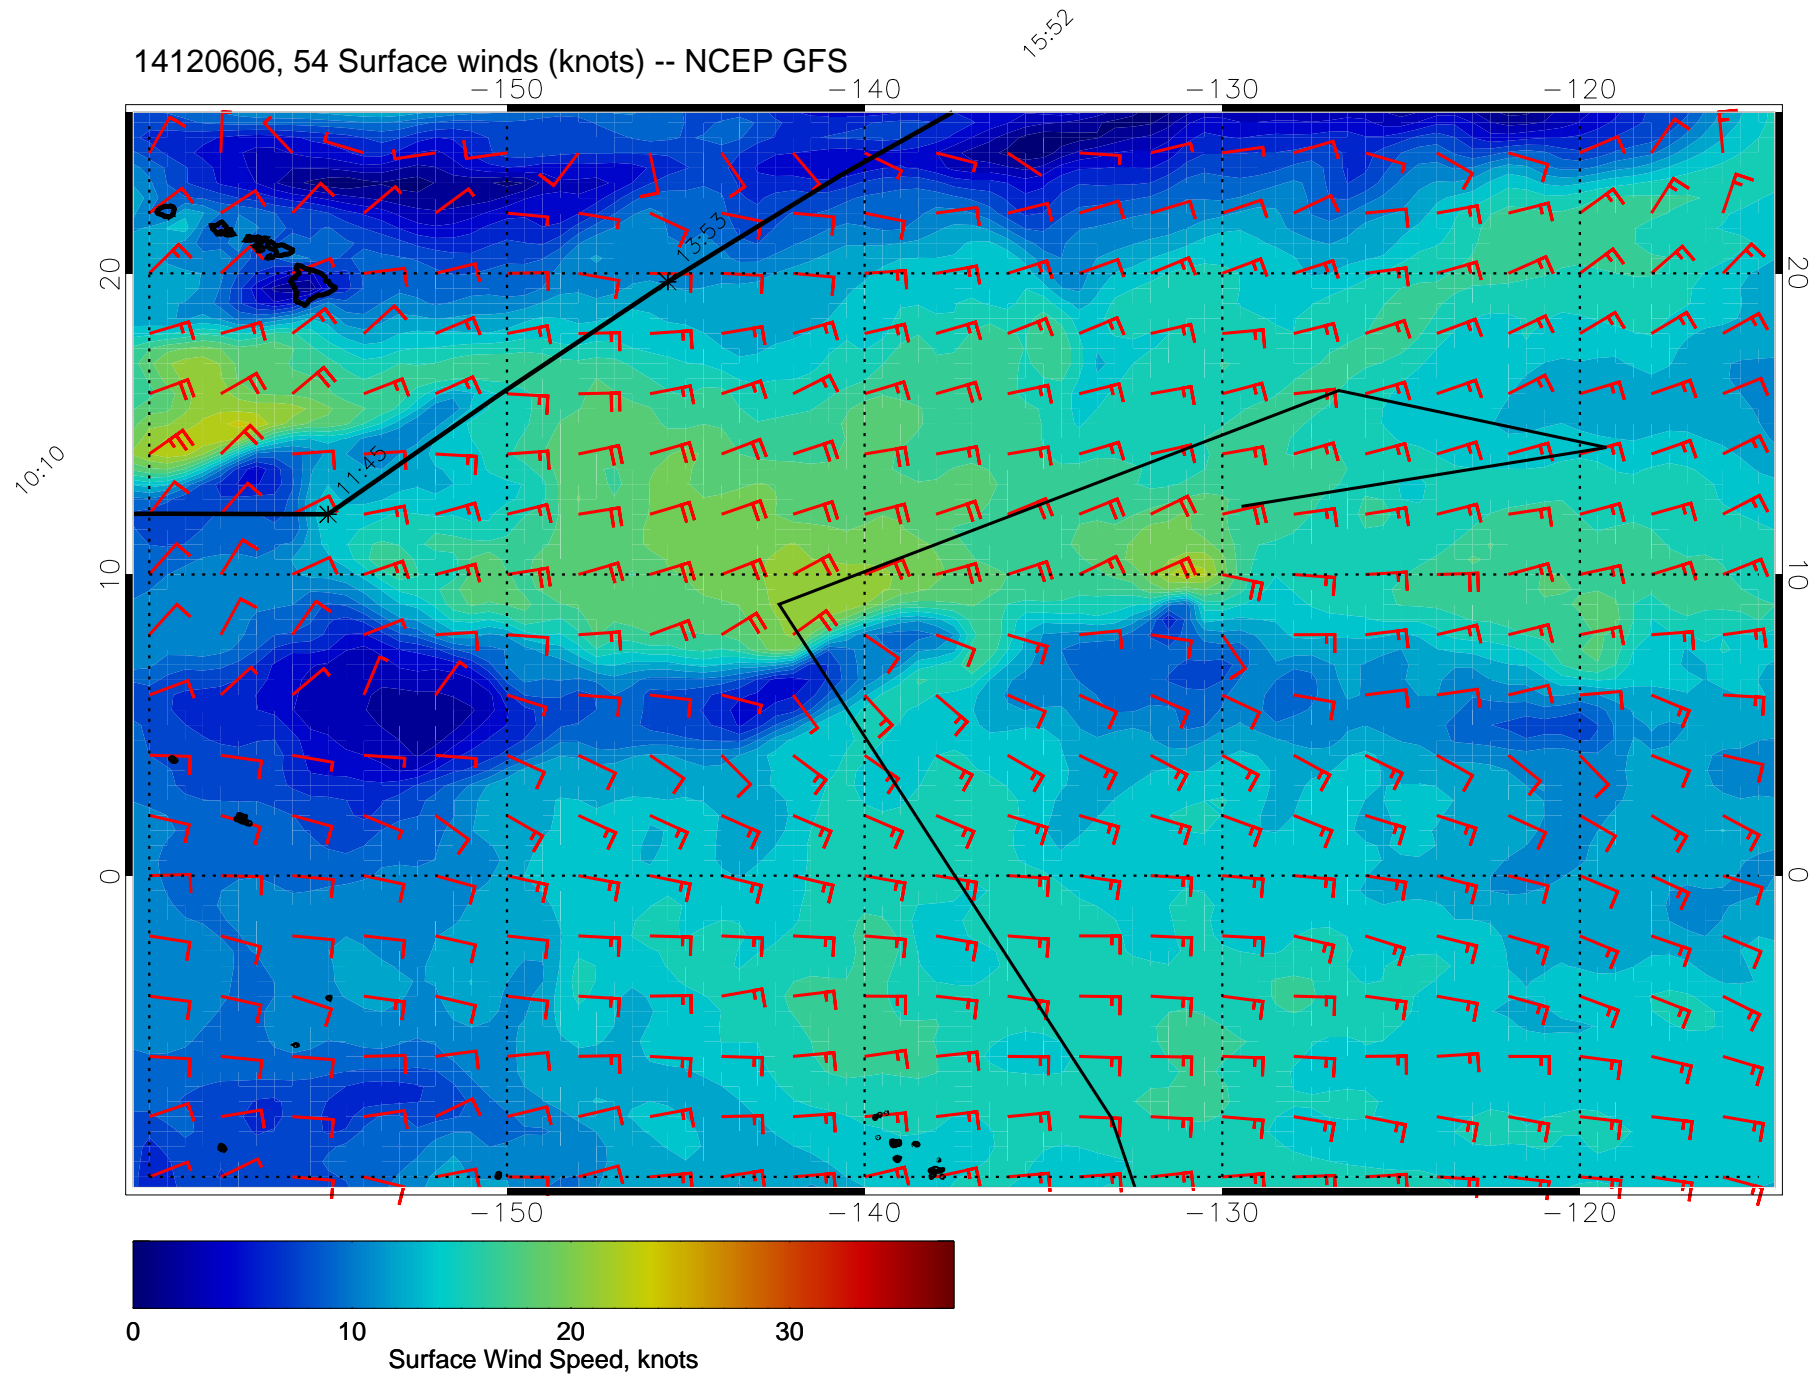 15:52
14120606, 54 Surface winds (knots) -- NCEP GFS
-150 -140 -130 -120
13:53
20 20
11:45
10:10
10 10
0 0
-150 -140 -130 -120
0 10 20 30
Surface Wind Speed, knots